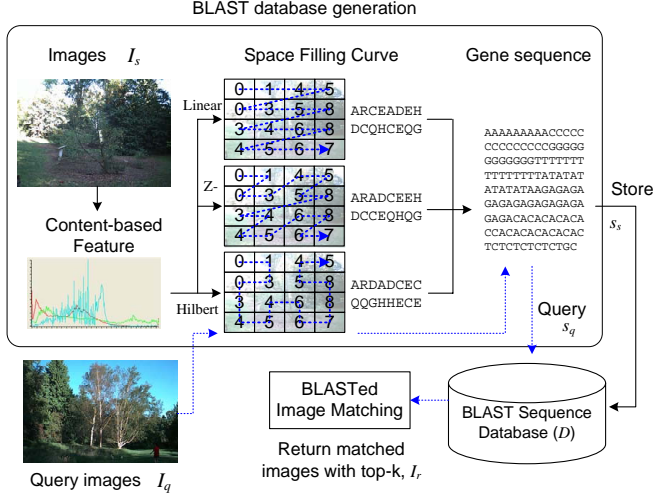 BLAST database generation
Images I_s
Space Filling Curve
Gene sequence
Linear
0 1 4 5
0 3 5 8
3 4 6 8
4 5 6 7
ARCEADEH
DCQHCEQG
Z-
0 1 4 5
0 3 5 8
3 4 6 8
4 5 6 7
ARADCEEH
DCCEQHQG
Hilbert
0 1 4 5
0 3 5 8
3 4 6 8
4 5 6 7
ARDADCEC
QQGHHECE
Content-based
Feature
AAAAAAAAACCCCC
CCCCCCCCCGGGGG
GGGGGGGTTTTTTT
TTTTTTTTTATATAT
ATATATAAGAGAGA
GAGAGAGAGAGAGA
GAGACACACACACA
CCACACACACACAC
TCTCTCTCTCTGC
Store
s_s
Query
s_q
BLASTed
Image Matching
Return matched
images with top-k, I_r
BLAST Sequence
Database (D)
Query images I_q